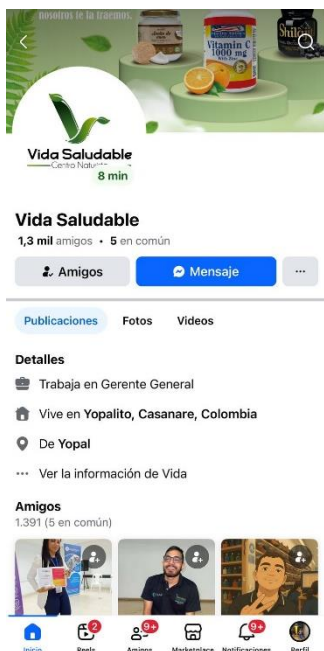 nosotros te la traemos.
Vitamin C
1000 mg
Shilaj
Vida Saludable
Centro Naturista
8 min
Vida Saludable
1,3 mil amigos • 5 en común
Amigos
Mensaje
Publicaciones Fotos Videos
Detalles
Trabaja en Gerente General
Vive en Yopalito, Casanare, Colombia
De Yopal
Ver la información de Vida
Amigos
1.391 (5 en común)
2 9+ 9+
Inicio Reels Amigos Marketplace Notificaciones Perfil